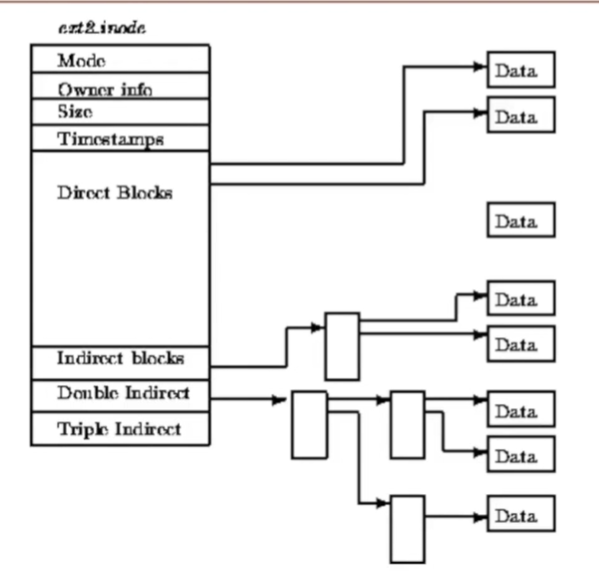 ext2_inode
Mode
Owner info
Size
Timestamps
Direct Blocks
Indirect blocks
Double Indirect
Triple Indirect
Data
Data
Data
Data
Data
Data
Data
Data